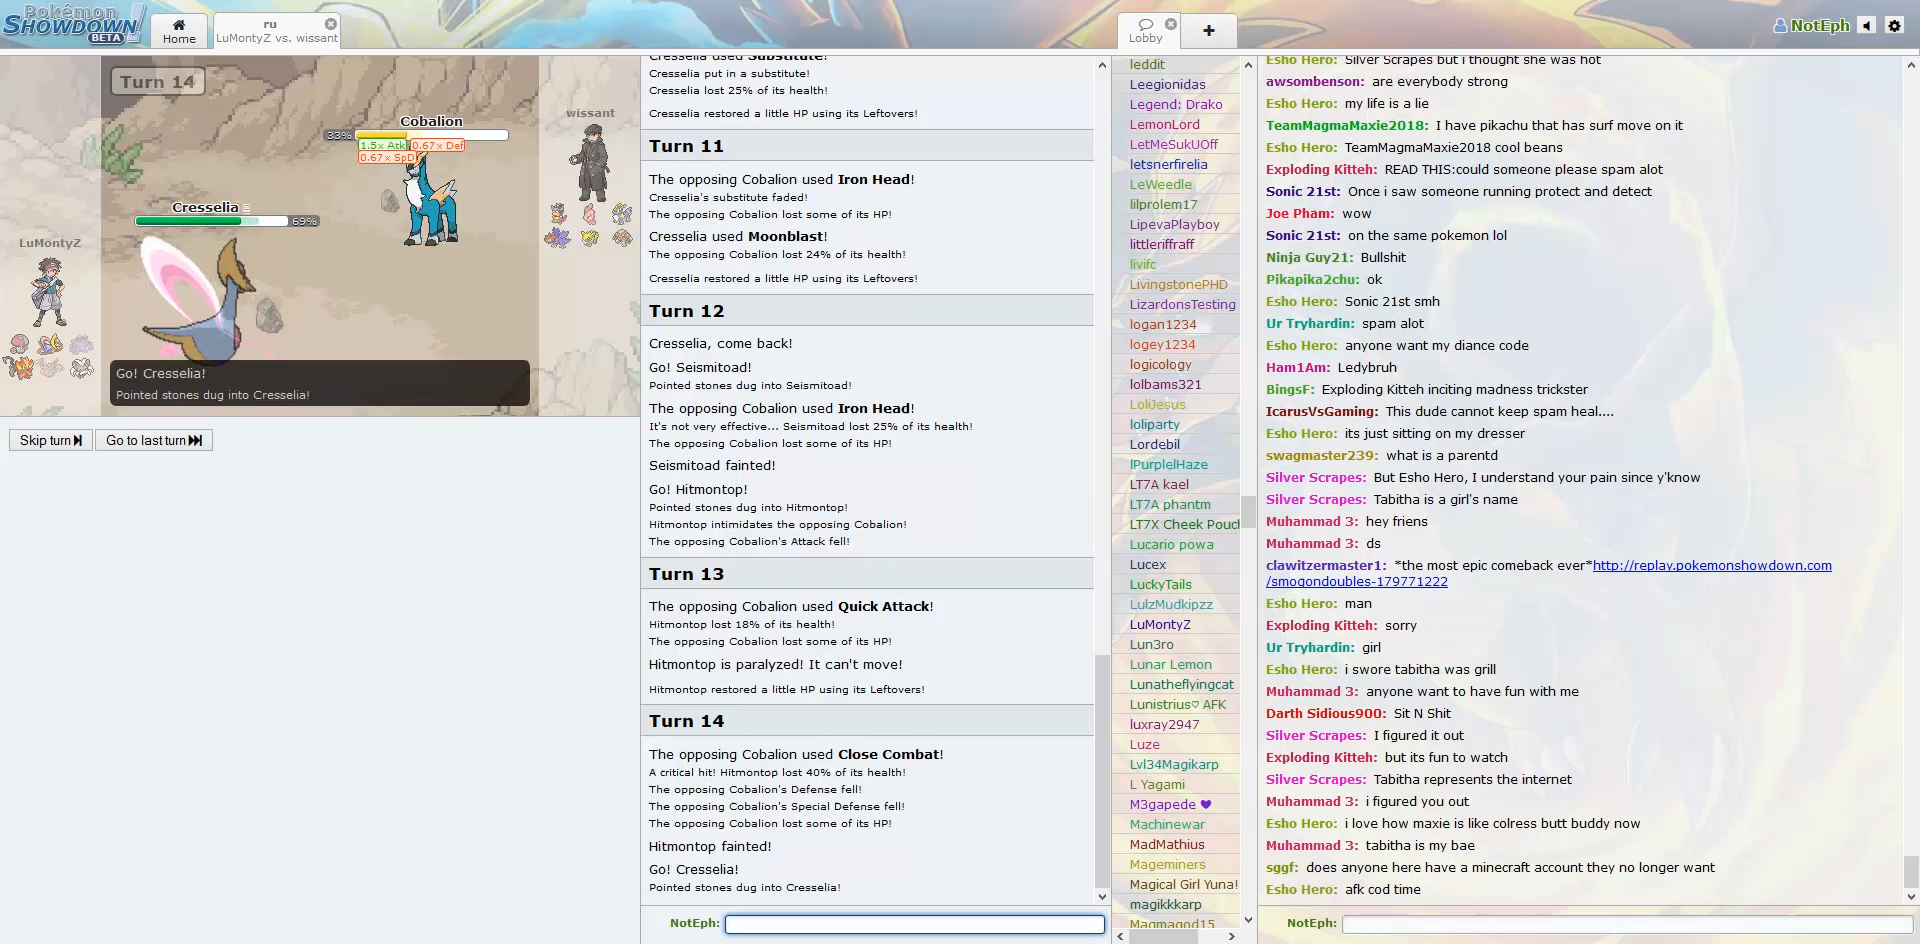 Pokémon
SHOWDOWN!
BETA
Home
ru
LuMontyZ vs. wissant
Lobby
+
NotEph
Turn 14
Cobalion
33%
1.5× Atk
0.67× Def
0.67× SpD
Cresselia
69%
wissant
LuMontyZ
Go! Cresselia!
Pointed stones dug into Cresselia!
Skip turn
Go to last turn
Cresselia used Substitute!
Cresselia put in a substitute!
Cresselia lost 25% of its health!
Cresselia restored a little HP using its Leftovers!
Turn 11
The opposing Cobalion used Iron Head!
Cresselia's substitute faded!
The opposing Cobalion lost some of its HP!
Cresselia used Moonblast!
The opposing Cobalion lost 24% of its health!
Cresselia restored a little HP using its Leftovers!
Turn 12
Cresselia, come back!
Go! Seismitoad!
Pointed stones dug into Seismitoad!
The opposing Cobalion used Iron Head!
It's not very effective... Seismitoad lost 25% of its health!
The opposing Cobalion lost some of its HP!
Seismitoad fainted!
Go! Hitmontop!
Pointed stones dug into Hitmontop!
Hitmontop intimidates the opposing Cobalion!
The opposing Cobalion's Attack fell!
Turn 13
The opposing Cobalion used Quick Attack!
Hitmontop lost 18% of its health!
The opposing Cobalion lost some of its HP!
Hitmontop is paralyzed! It can't move!
Hitmontop restored a little HP using its Leftovers!
Turn 14
The opposing Cobalion used Close Combat!
A critical hit! Hitmontop lost 40% of its health!
The opposing Cobalion's Defense fell!
The opposing Cobalion's Special Defense fell!
The opposing Cobalion lost some of its HP!
Hitmontop fainted!
Go! Cresselia!
Pointed stones dug into Cresselia!
NotEph:
leddit
Leegionidas
Legend: Drako
LemonLord
LetMeSukUOff
letsnerfirelia
LeWeedle
lilprolem17
LipevaPlayboy
littleriffraff
livifc
LivingstonePHD
LizardonsTesting
logan1234
logey1234
logicology
lolbams321
LoliJesus
loliparty
Lordebil
lPurplelHaze
LT7A kael
LT7A phantm
LT7X Cheek Pouch
Lucario powa
Lucex
LuckyTails
LulzMudkipzz
LuMontyZ
Lun3ro
Lunar Lemon
Lunatheflyingcat
Lunistrius♡ AFK
luxray2947
Luze
Lvl34Magikarp
L Yagami
M3gapede ♥
Machinewar
MadMathius
Mageminers
Magical Girl Yuna!
magikkkarp
Magmagod15
Esho Hero: Silver Scrapes but i thought she was hot
awsombenson: are everybody strong
Esho Hero: my life is a lie
TeamMagmaMaxie2018: I have pikachu that has surf move on it
Esho Hero: TeamMagmaMaxie2018 cool beans
Exploding Kitteh: READ THIS:could someone please spam alot
Sonic 21st: Once i saw someone running protect and detect
Joe Pham: wow
Sonic 21st: on the same pokemon lol
Ninja Guy21: Bullshit
Pikapika2chu: ok
Esho Hero: Sonic 21st smh
Ur Tryhardin: spam alot
Esho Hero: anyone want my diance code
Ham1Am: Ledybruh
BingsF: Exploding Kitteh inciting madness trickster
IcarusVsGaming: This dude cannot keep spam heal....
Esho Hero: its just sitting on my dresser
swagmaster239: what is a parentd
Silver Scrapes: But Esho Hero, I understand your pain since y'know
Silver Scrapes: Tabitha is a girl's name
Muhammad 3: hey friens
Muhammad 3: ds
clawitzermaster1: *the most epic comeback ever*http://replay.pokemonshowdown.com
/smogondoubles-179771222
Esho Hero: man
Exploding Kitteh: sorry
Ur Tryhardin: girl
Esho Hero: i swore tabitha was grill
Muhammad 3: anyone want to have fun with me
Darth Sidious900: Sit N Shit
Silver Scrapes: I figured it out
Exploding Kitteh: but its fun to watch
Silver Scrapes: Tabitha represents the internet
Muhammad 3: i figured you out
Esho Hero: i love how maxie is like colress butt buddy now
Muhammad 3: tabitha is my bae
sggf: does anyone here have a minecraft account they no longer want
Esho Hero: afk cod time
NotEph: